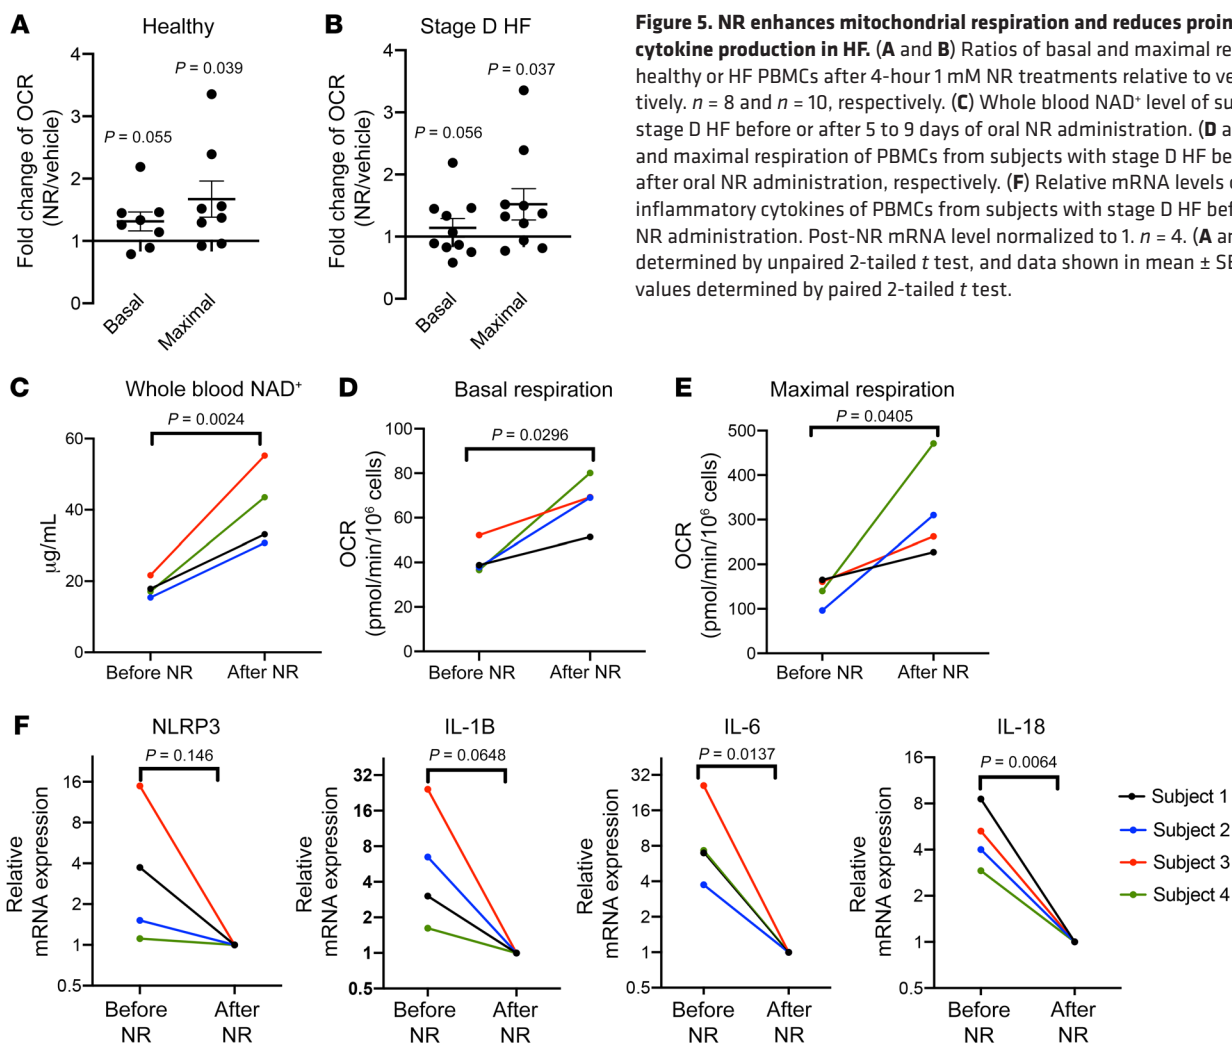 A
Healthy
Fold change of OCR
(NR/vehicle)
4
3
2
1
0
P = 0.055
P = 0.039
Basal
Maximal
B
Stage D HF
Fold change of OCR
(NR/vehicle)
4
3
2
1
0
P = 0.056
P = 0.037
Basal
Maximal
Figure 5. NR enhances mitochondrial respiration and reduces proin
cytokine production in HF. (A and B) Ratios of basal and maximal re
healthy or HF PBMCs after 4-hour 1 mM NR treatments relative to ve
tively. n = 8 and n = 10, respectively. (C) Whole blood NAD⁺ level of su
stage D HF before or after 5 to 9 days of oral NR administration. (D a
and maximal respiration of PBMCs from subjects with stage D HF be
after oral NR administration, respectively. (F) Relative mRNA levels
inflammatory cytokines of PBMCs from subjects with stage D HF bef
NR administration. Post-NR mRNA level normalized to 1. n = 4. (A a
determined by unpaired 2-tailed t test, and data shown in mean ± SE
values determined by paired 2-tailed t test.
C
Whole blood NAD⁺
P = 0.0024
µg/mL
60
40
20
0
Before NR
After NR
D
Basal respiration
P = 0.0296
OCR
(pmol/min/10⁶ cells)
100
80
60
40
20
0
Before NR
After NR
E
Maximal respiration
P = 0.0405
OCR
(pmol/min/10⁶ cells)
500
400
300
200
100
0
Before NR
After NR
F
NLRP3
P = 0.146
Relative
mRNA expression
16
8
4
2
1
0.5
Before
NR
After
NR
IL-1B
P = 0.0648
Relative
mRNA expression
32
16
8
4
2
1
0.5
Before
NR
After
NR
IL-6
P = 0.0137
Relative
mRNA expression
32
16
8
4
2
1
0.5
Before
NR
After
NR
IL-18
P = 0.0064
Relative
mRNA expression
16
8
4
2
1
0.5
Before
NR
After
NR
Subject 1
Subject 2
Subject 3
Subject 4